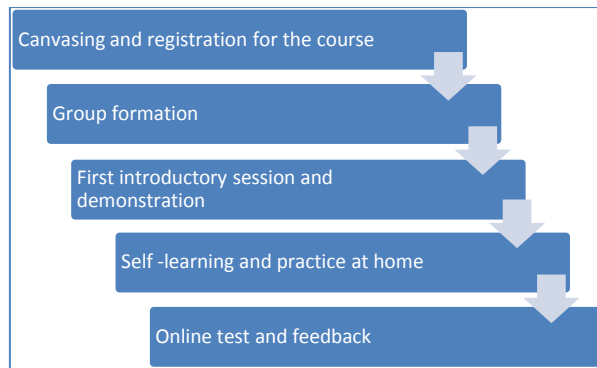 Canvasing and registration for the course
Group formation
First introductory session and
demonstration
Self -learning and practice at home
Online test and feedback